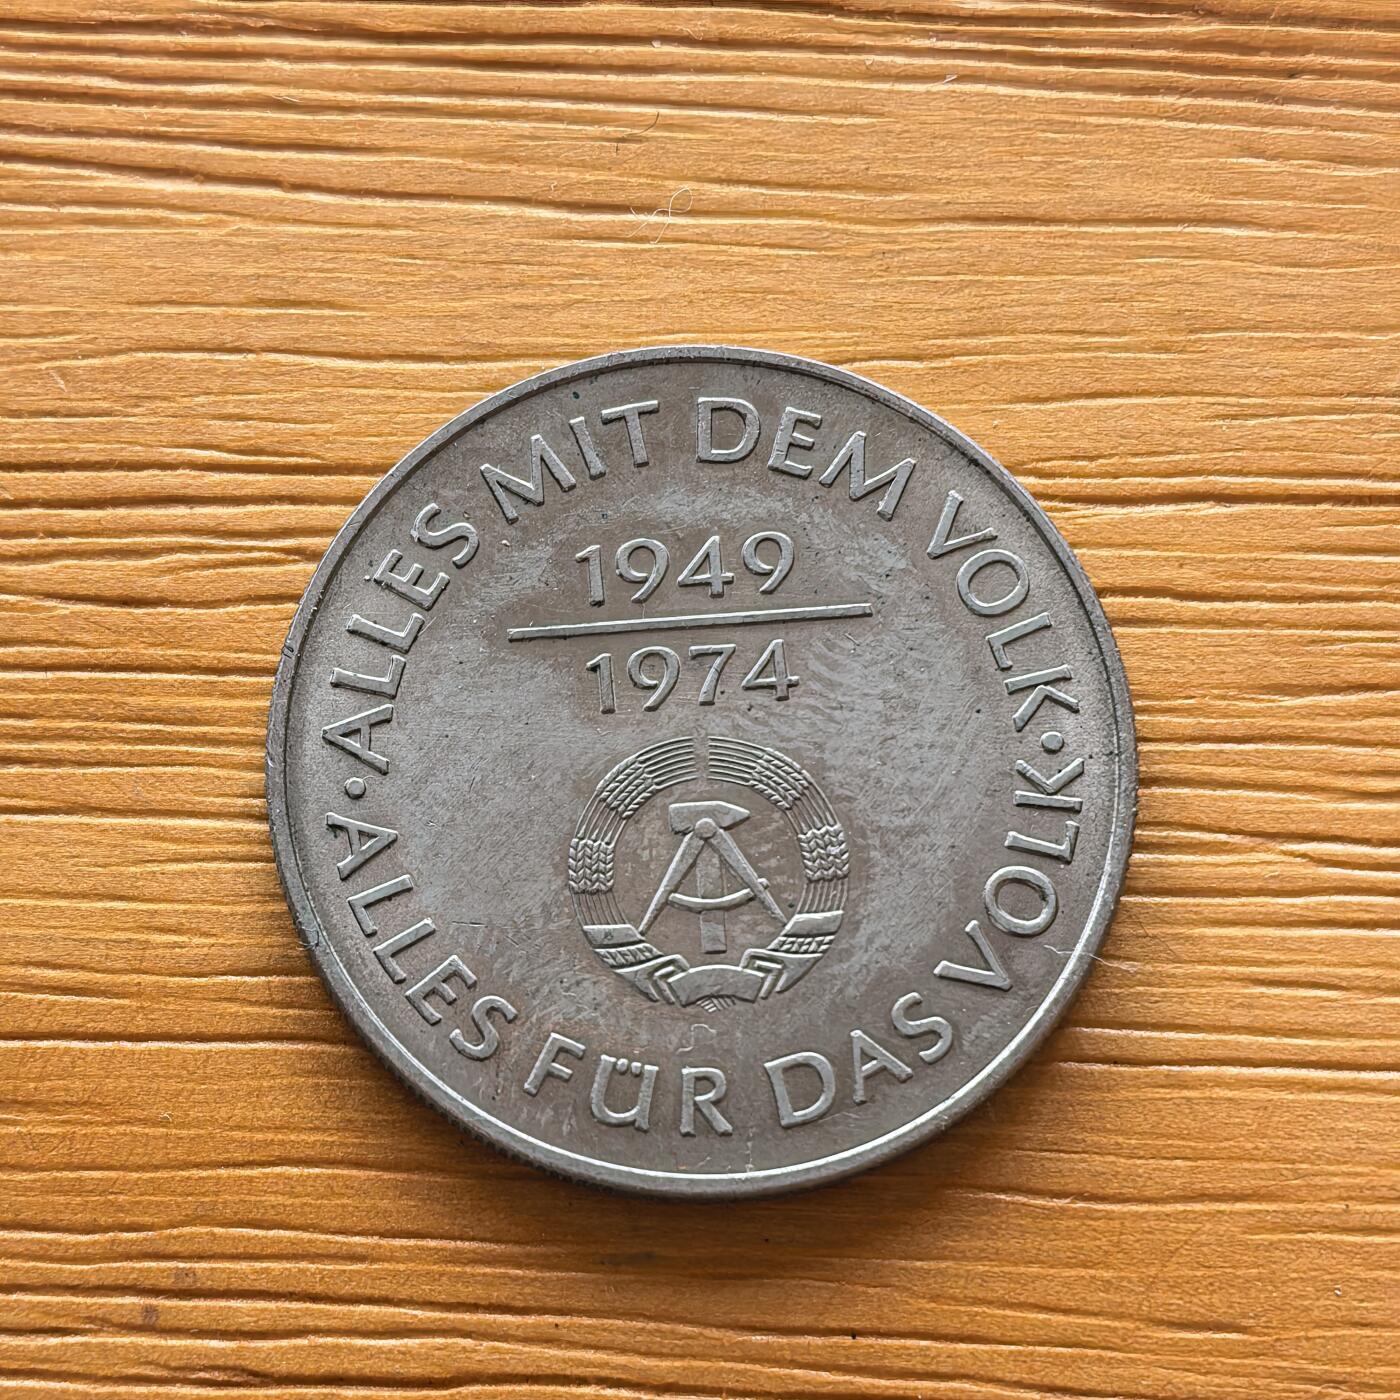 ·ALLES MIT DEM VOLK·
1949
1974
ALLES FÜR DAS VOLK